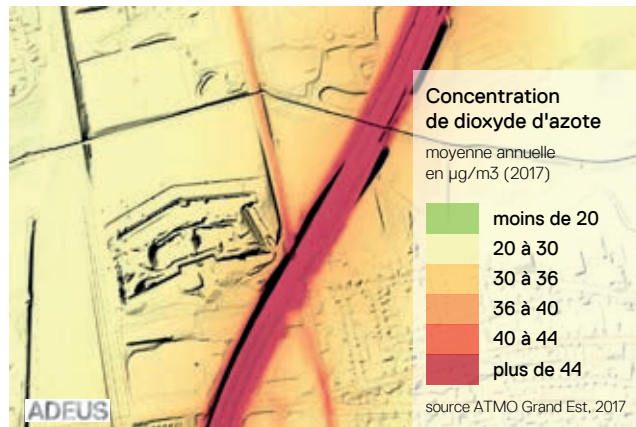 Concentration
de dioxyde d'azote
moyenne annuelle
en µg/m3 (2017)
moins de 20
20 à 30
30 à 36
36 à 40
40 à 44
plus de 44
source ATMO Grand Est, 2017
ADEUS